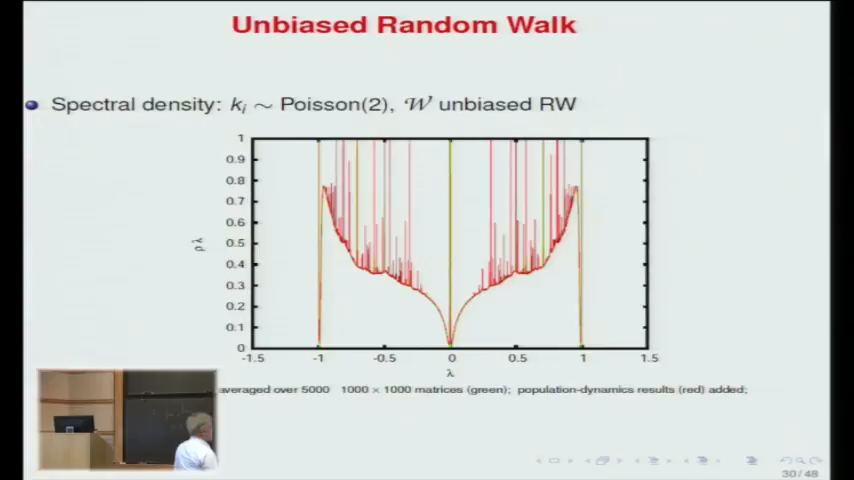 Unbiased Random Walk
Spectral density: kᵢ ∼ Poisson(2), 𝒲 unbiased RW
1
0.9
0.8
0.7
0.6
0.5
0.4
0.3
0.2
0.1
0
ρ λ
-1.5 -1 -0.5 0 0.5 1 1.5
λ
averaged over 5000 1000 × 1000 matrices (green); population-dynamics results (red) added;
30 / 48